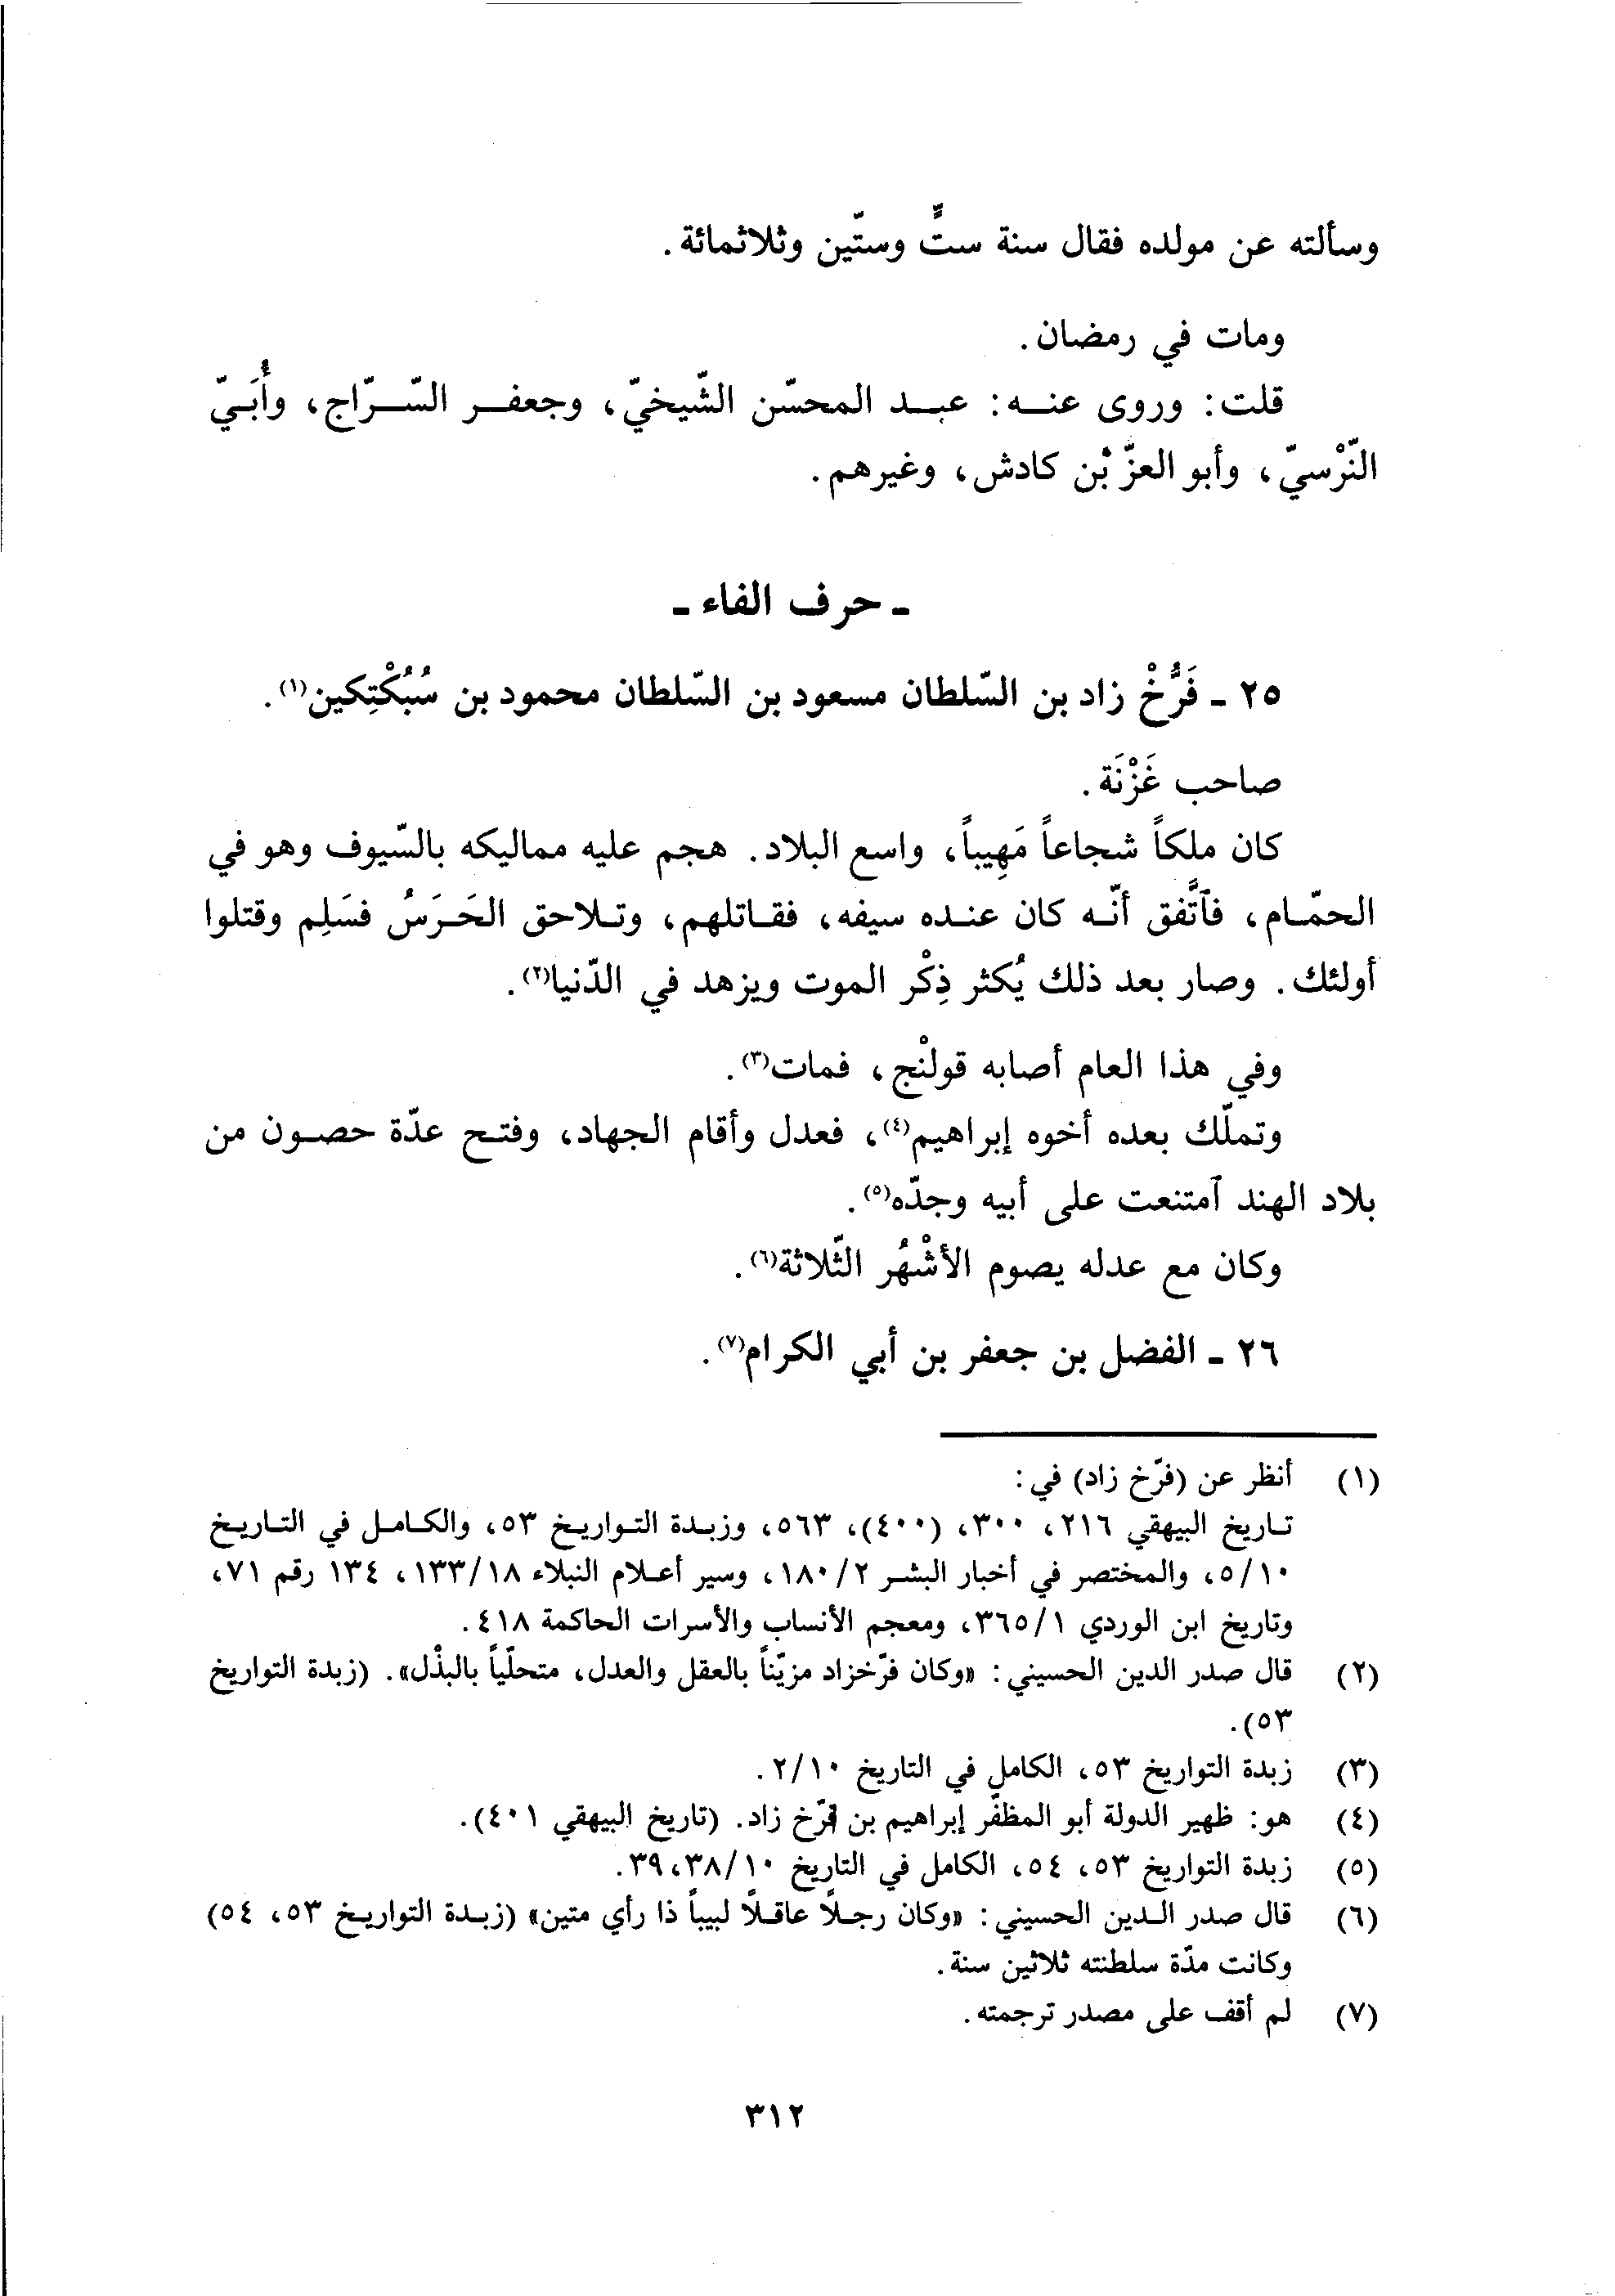 وسألته عن مولده فقال سنة ستٍّ وستّين وثلاثمائة.
ومات في رمضان.
قلت: وروى عنه: عبد المحسّن الشّيخيّ، وجعفر السّرّاج، وأُبَيّ
النَّرْسيّ، وأبو العزّ بْن كادش، وغيرهم.
ـ حرف الفاء ـ
٢٥ ـ فَرُّخْ زاد بن السّلطان مسعود بن السّلطان محمود بن سُبُكْتِكين⁽١⁾.
صاحب غَزْنَة.
كان ملكاً شجاعاً مَهِيباً، واسع البلاد. هجم عليه مماليكه بالسّيوف وهو في
الحمّام، فٱتَّفق أنّه كان عنده سيفه، فقاتلهم، وتلاحق الحَرَسُ فسَلِم وقتلوا
أولئك. وصار بعد ذلك يُكثر ذِكْر الموت ويزهد في الدّنيا⁽٢⁾.
وفي هذا العام أصابه قولْنج، فمات⁽٣⁾.
وتملّك بعده أخوه إبراهيم⁽٤⁾، فعدل وأقام الجهاد، وفتح عدّة حصون من
بلاد الهند ٱمتنعت على أبيه وجدّه⁽٥⁾.
وكان مع عدله يصوم الأشْهُر الثّلاثة⁽٦⁾.
٢٦ ـ الفضل بن جعفر بن أبي الكرام⁽٧⁾.
(١) أنظر عن (فرّخ زاد) في:
تاريخ البيهقي ٢١٦، ٣٠٠، (٤٠٠)، ٥٦٣، وزبدة التواريخ ٥٣، والكامل في التاريخ
٥/١٠، والمختصر في أخبار البشر ١٨٠/٢، وسير أعلام النبلاء ١٣٣/١٨، ١٣٤ رقم ٧١،
وتاريخ ابن الوردي ٣٦٥/١، ومعجم الأنساب والأسرات الحاكمة ٤١٨.
(٢) قال صدر الدين الحسيني: «وكان فرّخزاد مزيّناً بالعقل والعدل، متحلّياً بالبذْل». (زبدة التواريخ
٥٣).
(٣) زبدة التواريخ ٥٣، الكامل في التاريخ ٢/١٠.
(٤) هو: ظهير الدولة أبو المظفّر إبراهيم بن فرّخ زاد. (تاريخ البيهقي ٤٠١).
(٥) زبدة التواريخ ٥٣، ٥٤، الكامل في التاريخ ٣٨/١٠، ٣٩.
(٦) قال صدر الدين الحسيني: «وكان رجلاً عاقلاً لبيباً ذا رأي متين» (زبدة التواريخ ٥٣، ٥٤)
وكانت مدّة سلطنته ثلاثين سنة.
(٧) لم أقف على مصدر ترجمته.
٣١٢